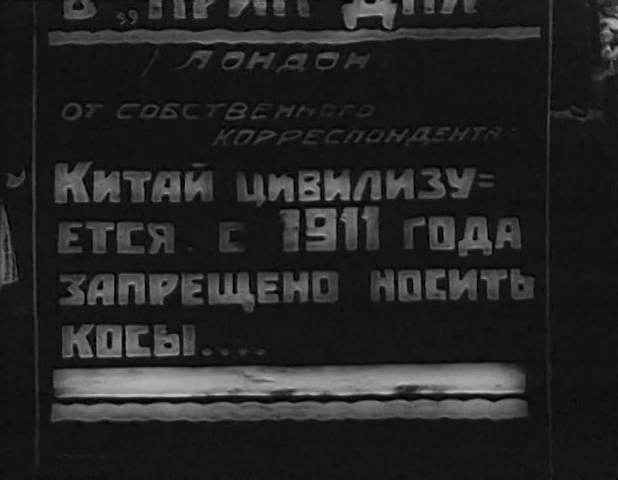 В „
ЛОНДОН
ОТ СОБСТВЕННОГО
КОРРЕСПОНДЕНТА:
КИТАЙ ЦИВИЛИЗУ=
ЕТСЯ. С 1911 ГОДА
ЗАПРЕЩЕНО НОСИТЬ
КОСЫ....